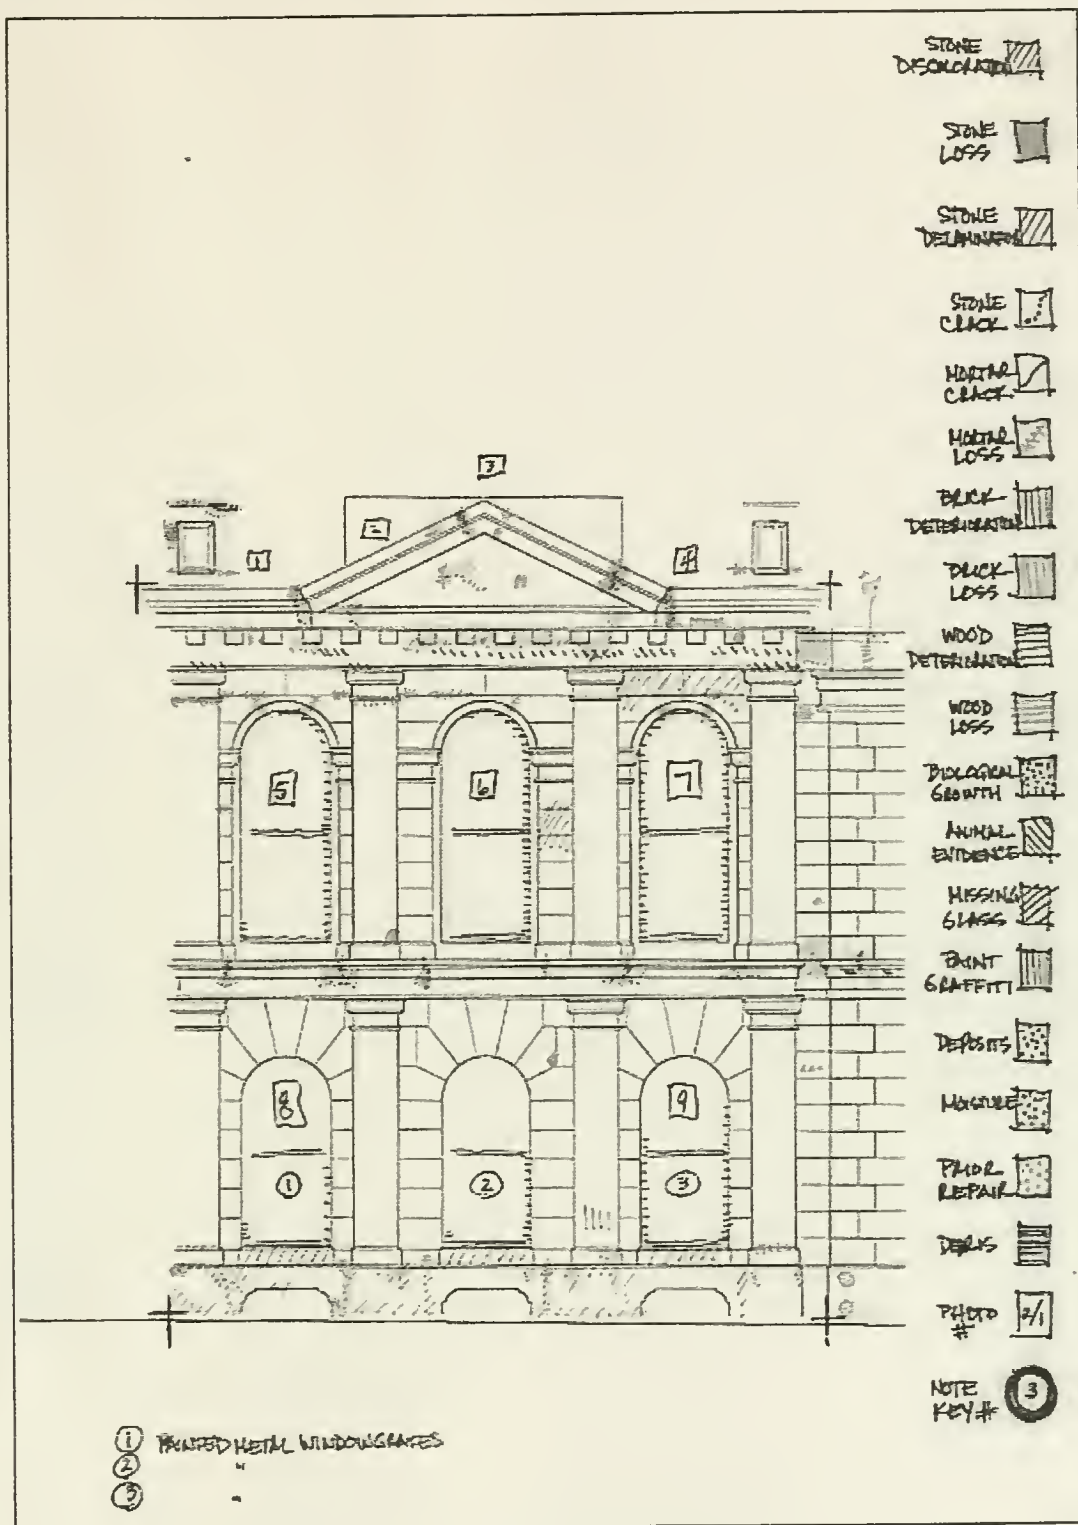 STONE
DISCOLORATION
STONE
LOSS
STONE
DELAMINATION
STONE
CRACK
MORTAR
CRACK
MORTAR
LOSS
BRICK
DETERIORATION
BRICK
LOSS
WOOD
DETERIORATION
WOOD
LOSS
BIOLOGICAL
GROWTH
ANIMAL
EVIDENCE
MISSING
GLASS
PAINT
GRAFFITI
DEPOSITS
MOISTURE
PRIOR
REPAIR
DEBRIS
PHOTO
#
2/1
NOTE
KEY #
3
3
2
1
4
5
6
7
8
9
1
2
3
1 PAINTED METAL WINDOW GRATES
2 "
3 "